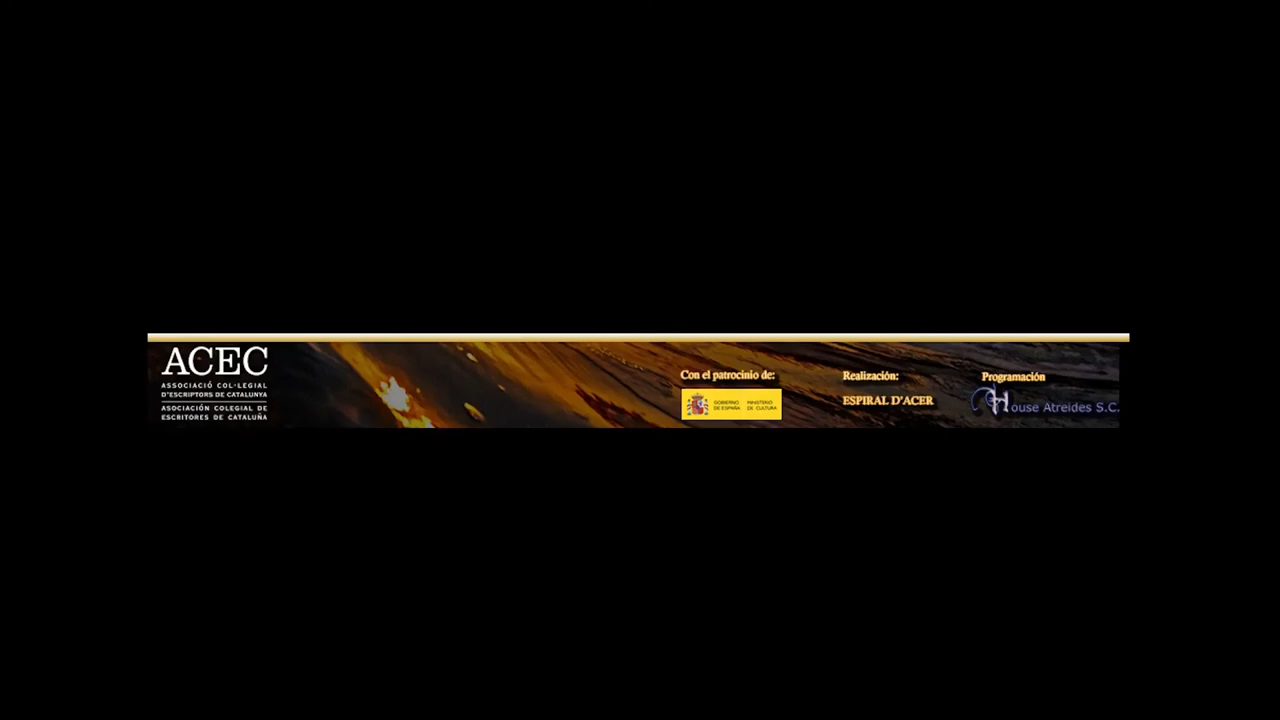 ACEC
ASSOCIACIÓ COL·LEGIAL
D'ESCRIPTORS DE CATALUNYA
ASOCIACIÓN COLEGIAL DE
ESCRITORES DE CATALUÑA
Con el patrocinio de:
GOBIERNO DE ESPAÑA
MINISTERIO DE CULTURA
Realización:
ESPIRAL D'ACER
Programación
House Atreides S.C.